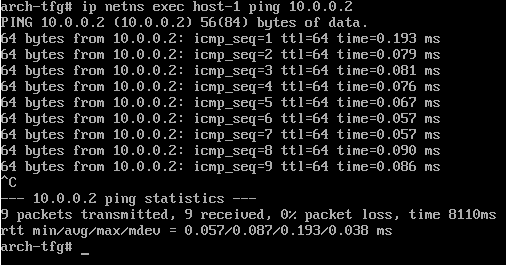 arch-tfg# ip netns exec host-1 ping 10.0.0.2
PING 10.0.0.2 (10.0.0.2) 56(84) bytes of data.
64 bytes from 10.0.0.2: icmp_seq=1 ttl=64 time=0.193 ms
64 bytes from 10.0.0.2: icmp_seq=2 ttl=64 time=0.079 ms
64 bytes from 10.0.0.2: icmp_seq=3 ttl=64 time=0.081 ms
64 bytes from 10.0.0.2: icmp_seq=4 ttl=64 time=0.076 ms
64 bytes from 10.0.0.2: icmp_seq=5 ttl=64 time=0.067 ms
64 bytes from 10.0.0.2: icmp_seq=6 ttl=64 time=0.057 ms
64 bytes from 10.0.0.2: icmp_seq=7 ttl=64 time=0.057 ms
64 bytes from 10.0.0.2: icmp_seq=8 ttl=64 time=0.090 ms
64 bytes from 10.0.0.2: icmp_seq=9 ttl=64 time=0.086 ms
^C
--- 10.0.0.2 ping statistics ---
9 packets transmitted, 9 received, 0% packet loss, time 8110ms
rtt min/avg/max/mdev = 0.057/0.087/0.193/0.038 ms
arch-tfg# _